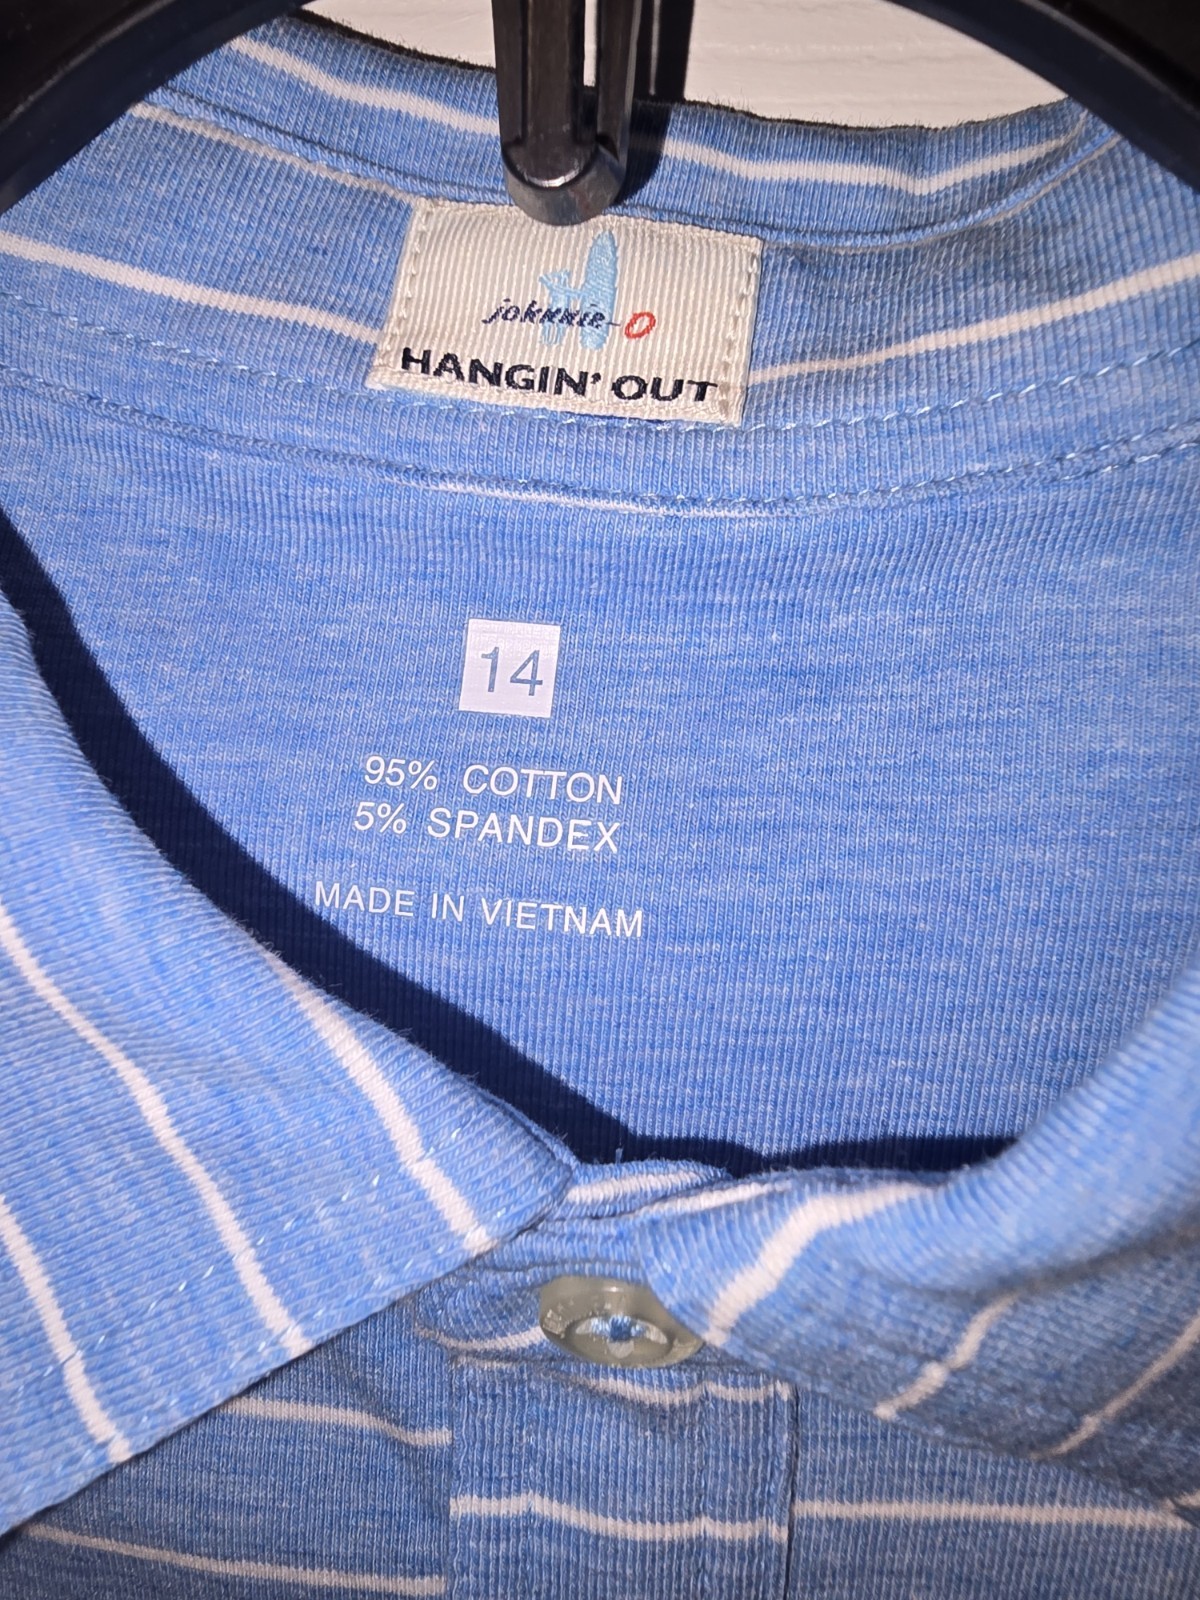 johnnie-O
HANGIN' OUT
14
95% COTTON
5% SPANDEX
MADE IN VIETNAM